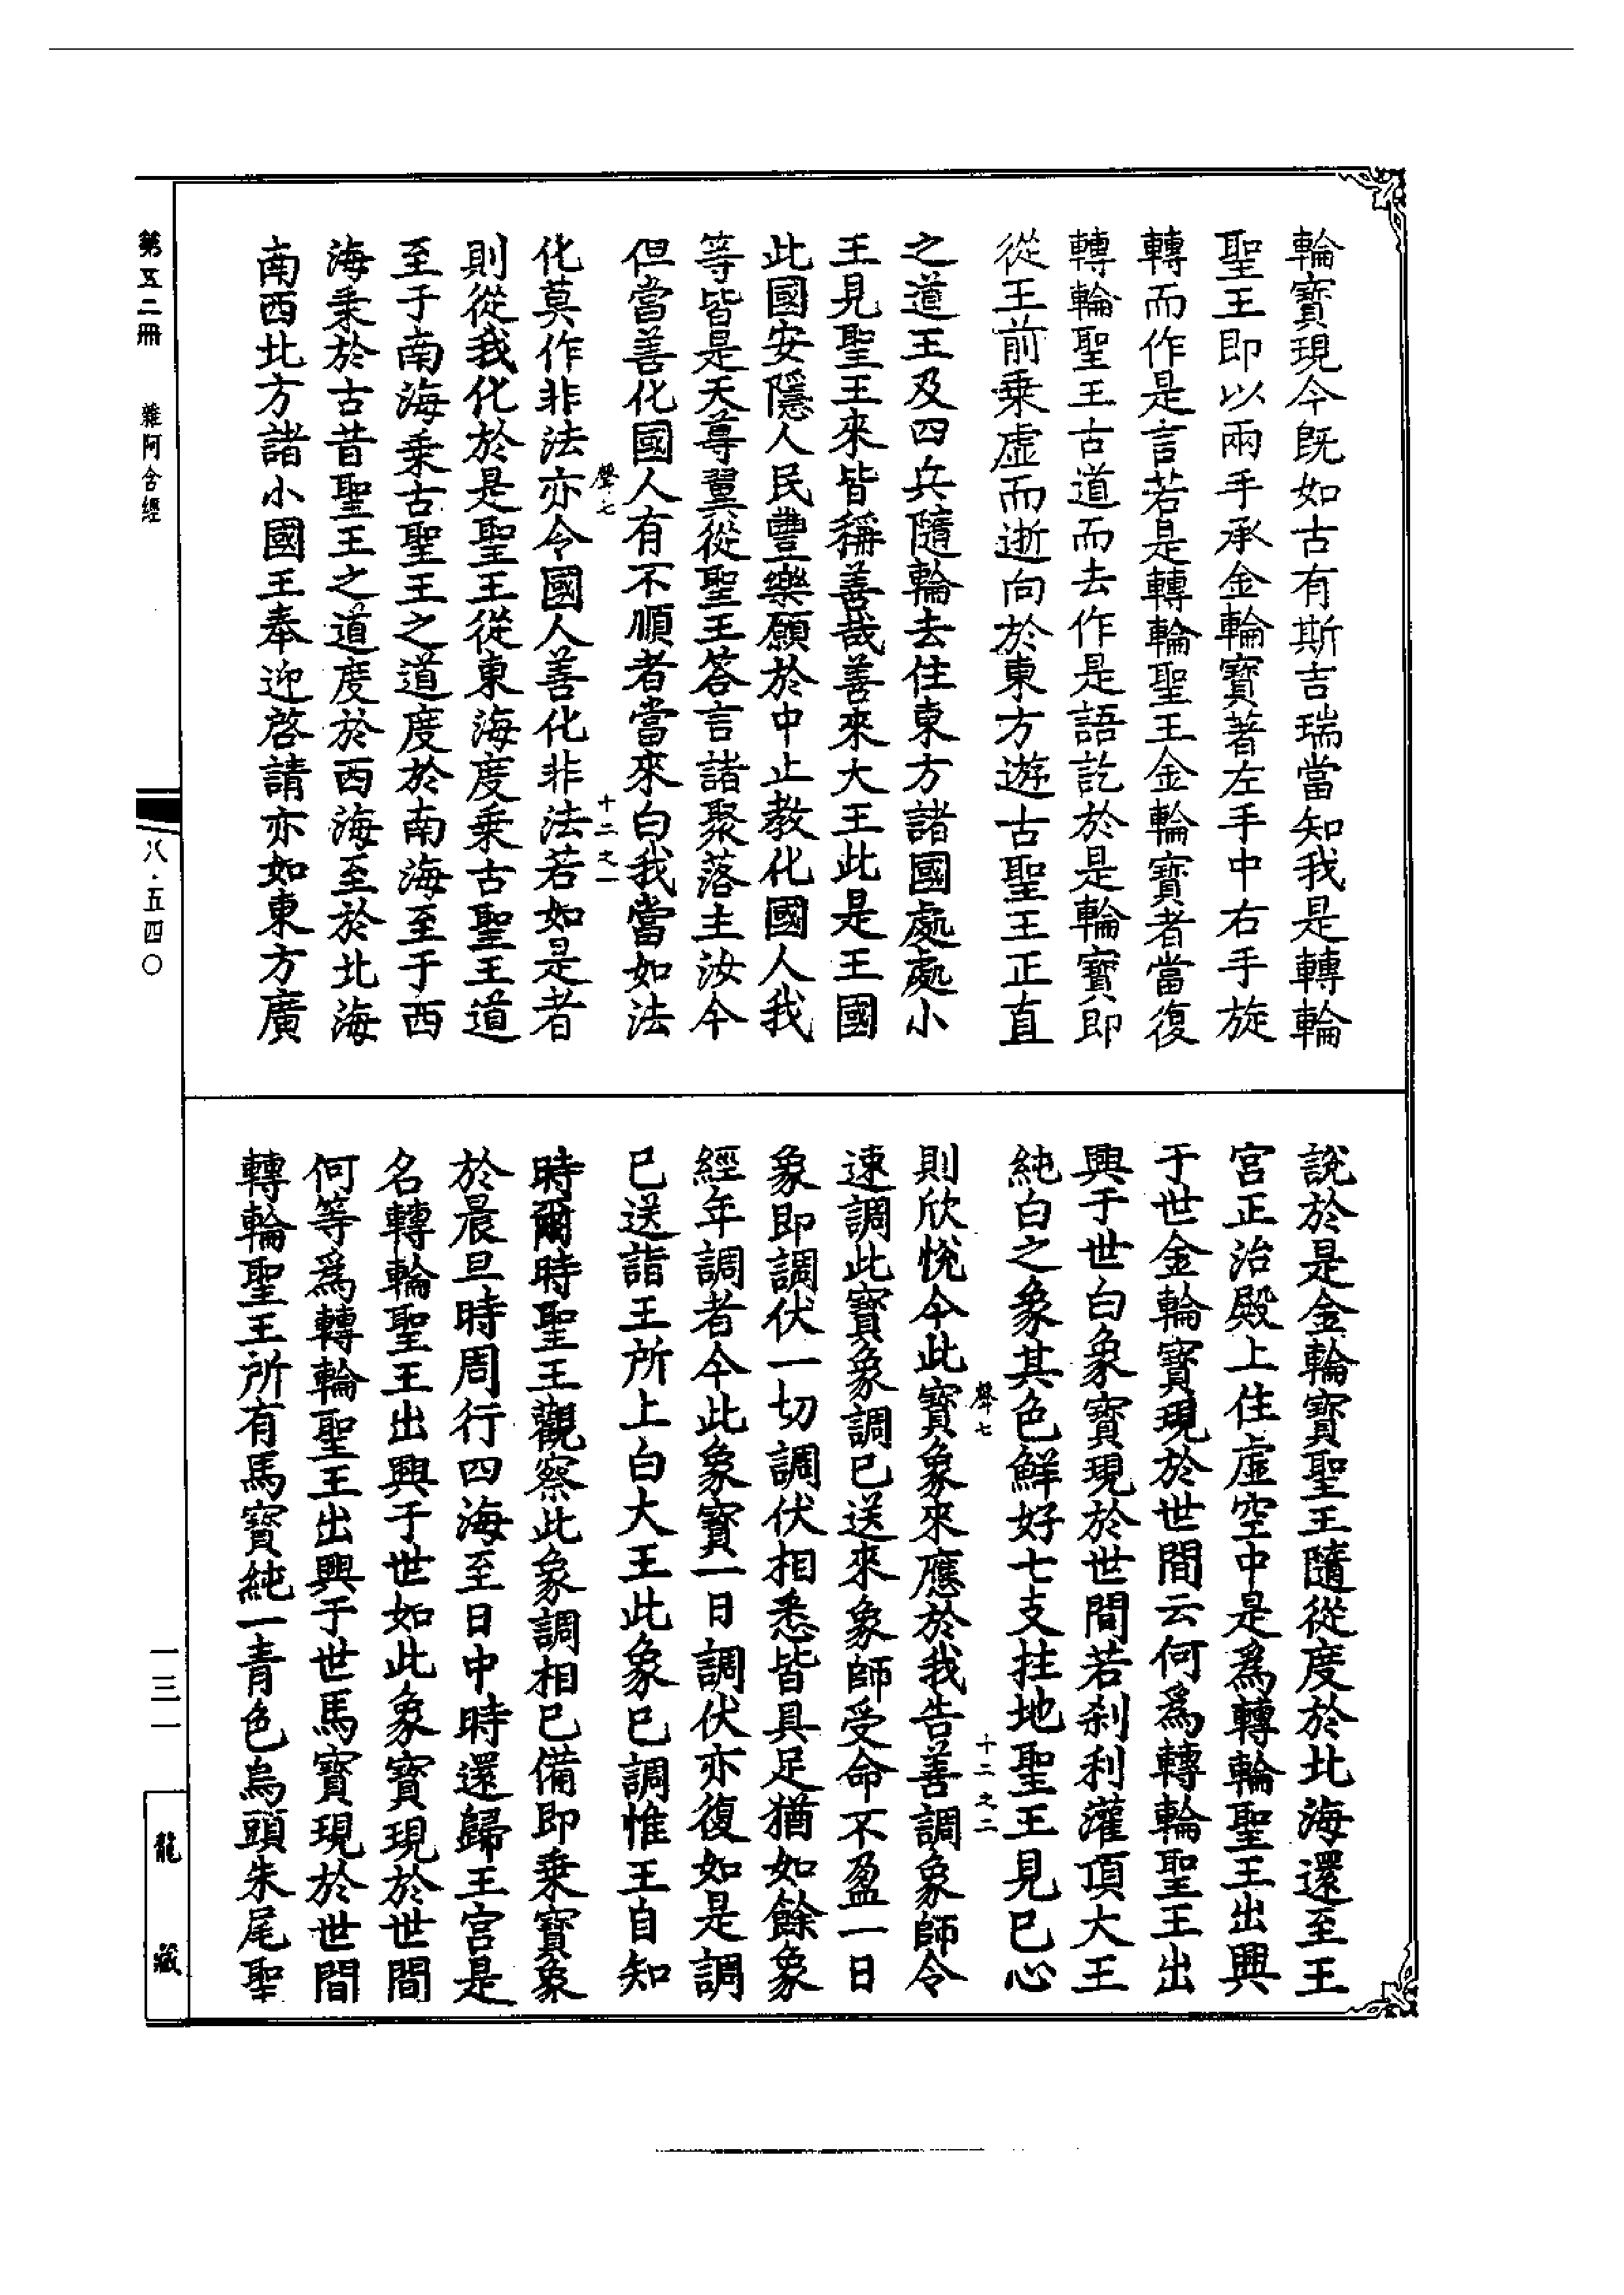 輪寶現今既如古有斯吉瑞當知我是轉輪
聖王即以兩手承金輪寶著左手中右手旋
轉而作是言若是轉輪聖王金輪寶者當復
轉輪聖王古道而去作是語訖於是輪寶即
從王前乗虛而逝向於東方遊古聖王正直
之道王及四兵隨輪去住東方諸國處處小
王見聖王來皆稱善哉善來大王此是王國
此國安隱人民豐樂願於中止教化國人我
等皆是天尊翼從聖王答言諸聚落主汝今
但當善化國人有不順者當來白我當如法
聲七
十二之一
化莫作非法亦令國人善化非法若如是者
則從我化於是聖王從東海度乗古聖王道
至于南海乗古聖王之道度於南海至于西
海乗於古昔聖王之道度於西海至於北海
南西北方諸小國王奉迎啓請亦如東方廣
說於是金輪寶聖王隨從度於北海還至王
宮正治殿上住虛空中是為轉輪聖王出興
于世金輪寶現於世間云何為轉輪聖王出
興于世白象寶現於世間若刹利灌頂大王
純白之象其色鮮好七支拄地聖王見已心
聲七
十二之二
則欣悅今此寶象來應於我告善調象師令
速調此寶象調已送來象師受命不盈一日
象即調伏一切調伏相悉皆具足猶如餘象
經年調者今此象寶一日調伏亦復如是調
已送詣王所上白大王此象已調惟王自知
時爾時聖王觀察此象調相已備即乗寶象
於晨旦時周行四海至日中時還歸王宮是
名轉輪聖王出興于世如此象寶現於世間
何等為轉輪聖王出興于世馬寶現於世間
轉輪聖王所有馬寶純一青色烏頭朱尾聖
第五二冊 雜阿含經
八·五四〇
一三一
龍藏